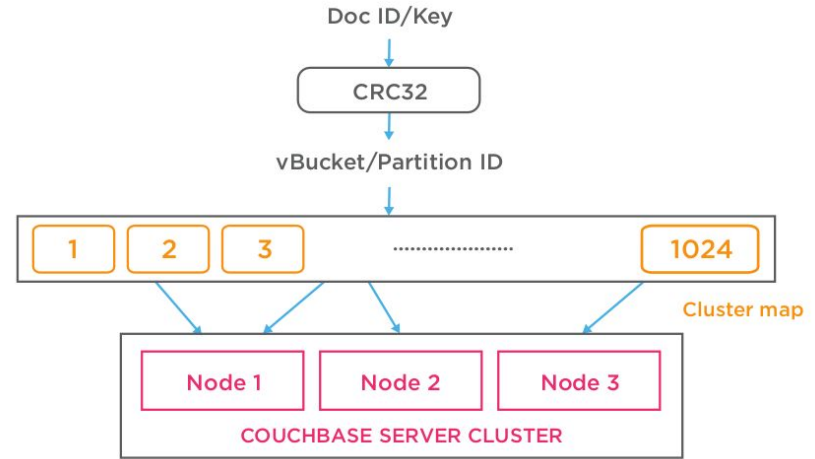 Doc ID/Key
CRC32
vBucket/Partition ID
1 2 3 ..................... 1024
Cluster map
Node 1 Node 2 Node 3
COUCHBASE SERVER CLUSTER